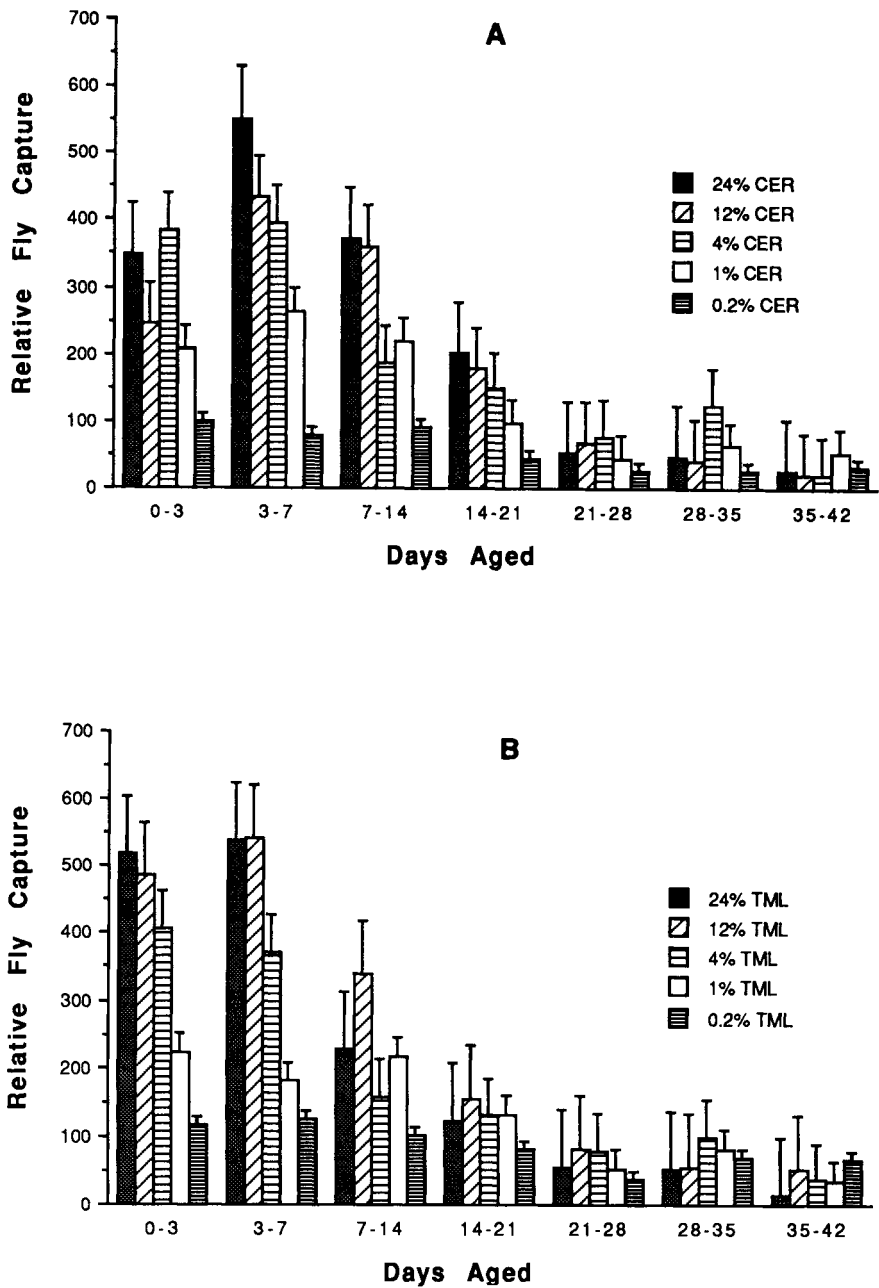 A
700
600
500
400
300
200
100
0
Relative Fly Capture
24% CER
12% CER
4% CER
1% CER
0.2% CER
0-3 3-7 7-14 14-21 21-28 28-35 35-42
Days Aged
B
700
600
500
400
300
200
100
0
Relative Fly Capture
24% TML
12% TML
4% TML
1% TML
0.2% TML
0-3 3-7 7-14 14-21 21-28 28-35 35-42
Days Aged